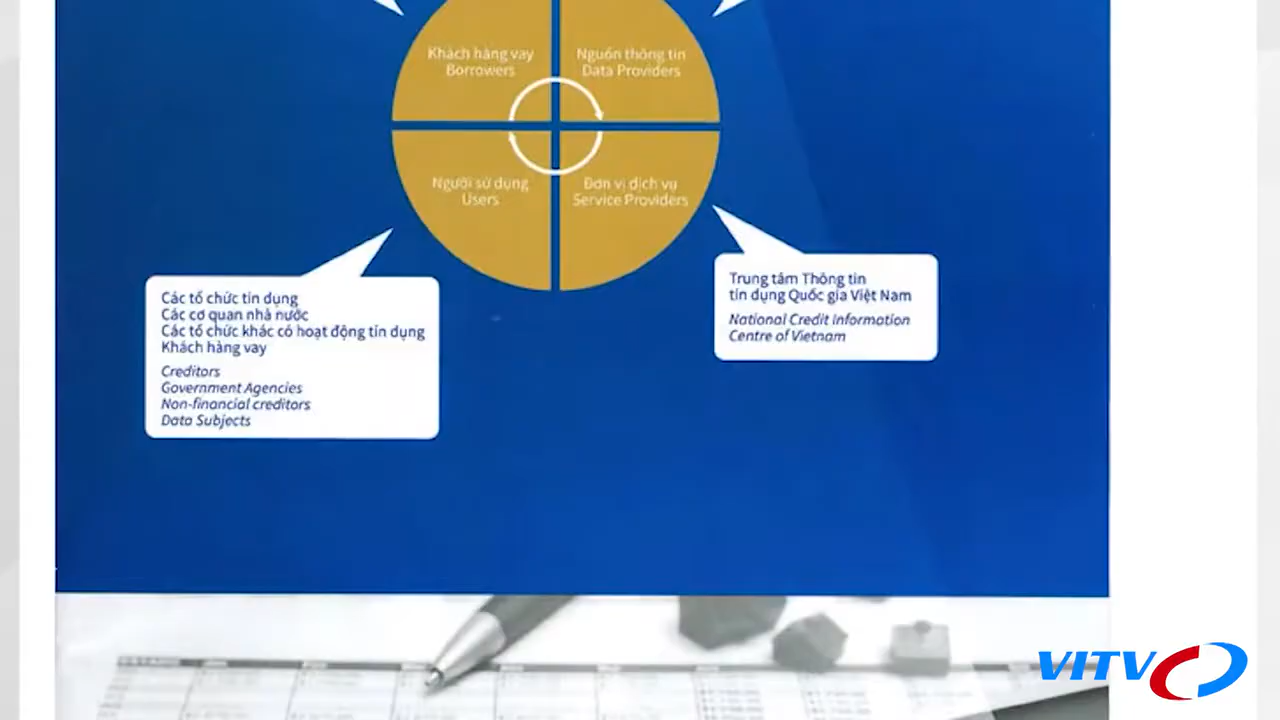 Khách hàng vay
Borrowers
Nguồn thông tin
Data Providers
Người sử dụng
Users
Đơn vị dịch vụ
Service Providers
Các tổ chức tín dụng
Các cơ quan nhà nước
Các tổ chức khác có hoạt động tín dụng
Khách hàng vay
Creditors
Government Agencies
Non-financial creditors
Data Subjects
Trung tâm Thông tin
tín dụng Quốc gia Việt Nam
National Credit Information
Centre of Vietnam
VITV